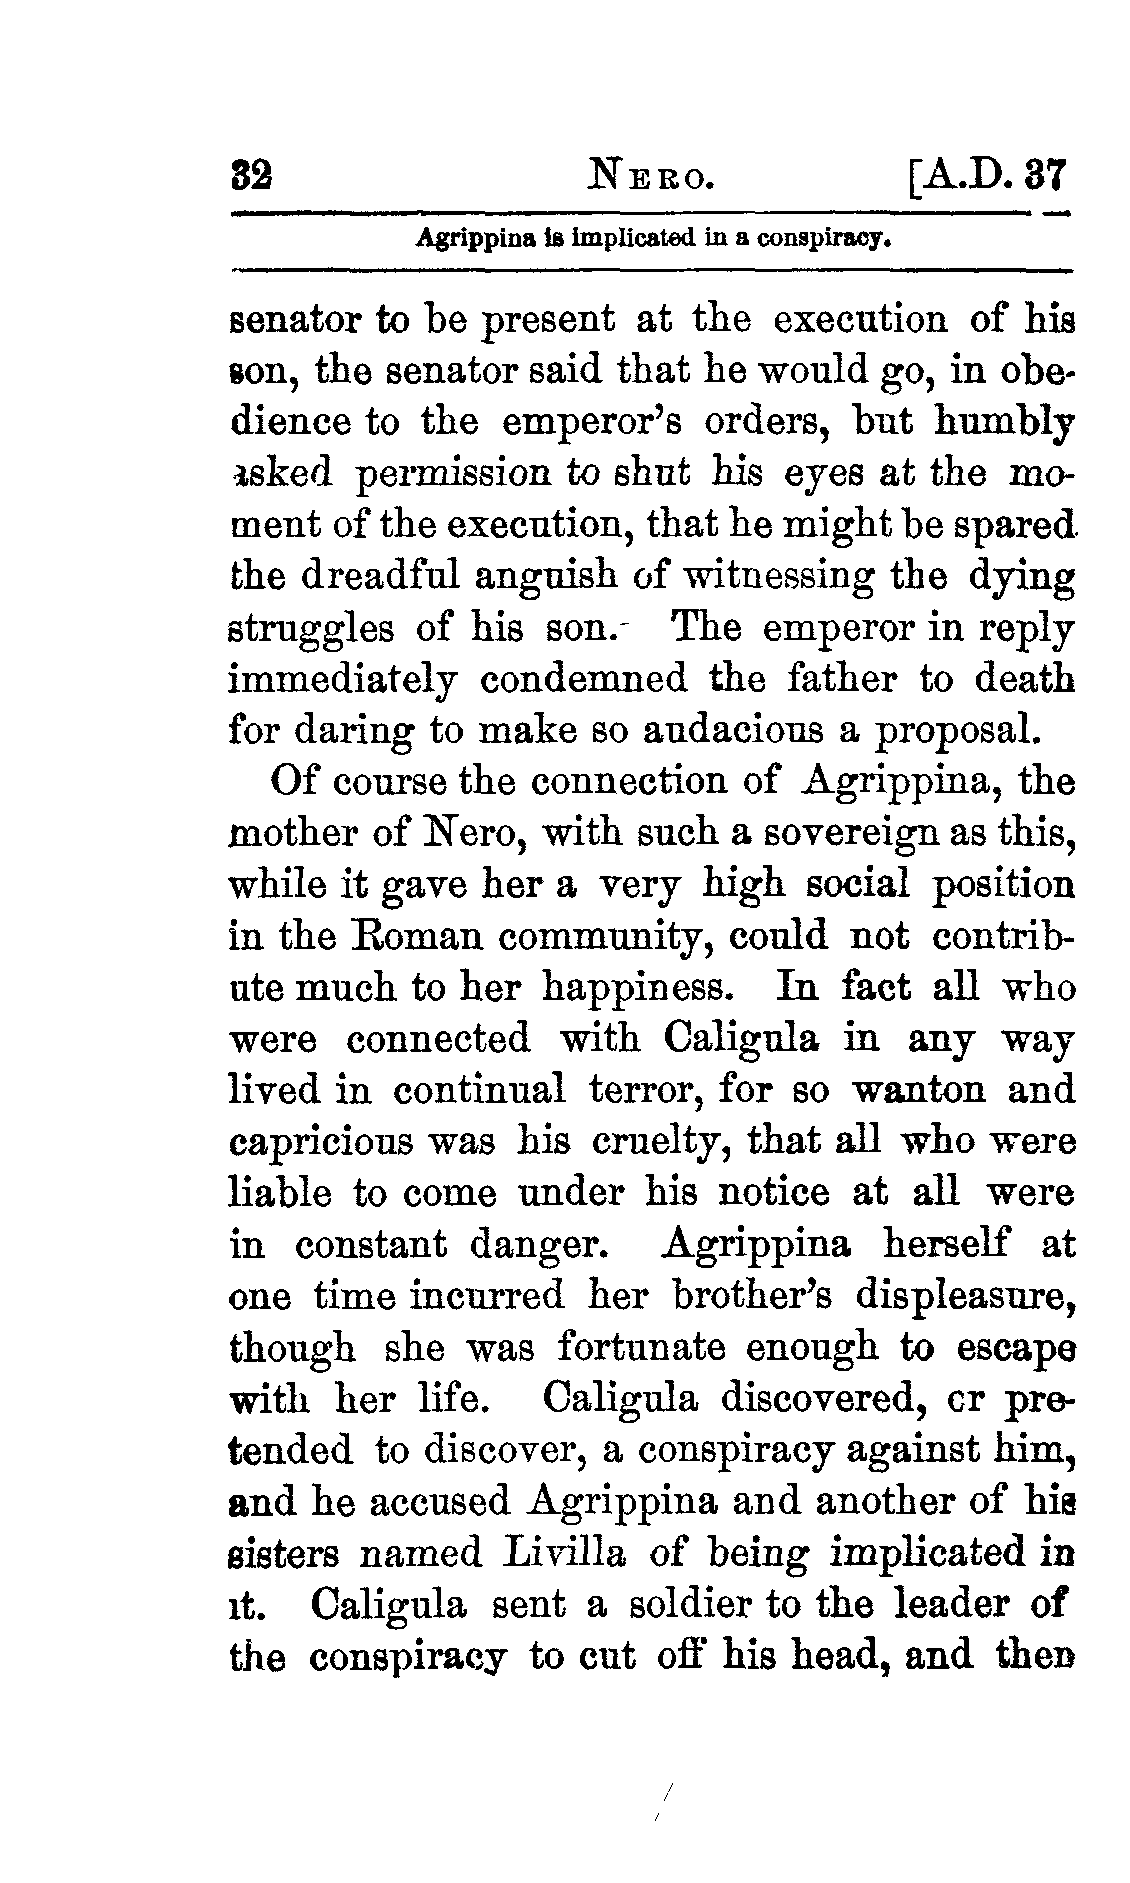 32 NERO. [A.D. 37
Agrippina is implicated in a conspiracy.
senator to be present at the execution of his
son, the senator said that he would go, in obe-
dience to the emperor's orders, but humbly
asked permission to shut his eyes at the mo-
ment of the execution, that he might be spared
the dreadful anguish of witnessing the dying
struggles of his son. The emperor in reply
immediately condemned the father to death
for daring to make so audacious a proposal.
Of course the connection of Agrippina, the
mother of Nero, with such a sovereign as this,
while it gave her a very high social position
in the Roman community, could not contrib-
ute much to her happiness. In fact all who
were connected with Caligula in any way
lived in continual terror, for so wanton and
capricious was his cruelty, that all who were
liable to come under his notice at all were
in constant danger. Agrippina herself at
one time incurred her brother's displeasure,
though she was fortunate enough to escape
with her life. Caligula discovered, or pre-
tended to discover, a conspiracy against him,
and he accused Agrippina and another of his
sisters named Livilla of being implicated in
it. Caligula sent a soldier to the leader of
the conspiracy to cut off his head, and then